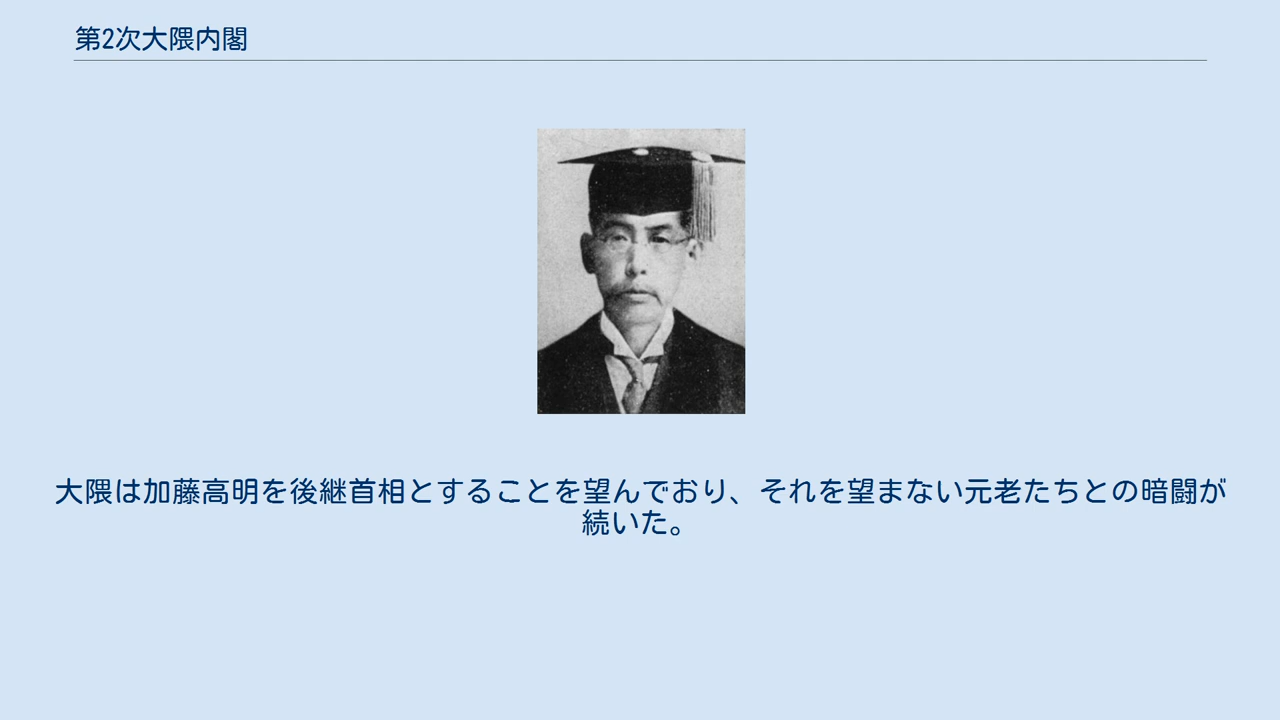 第2次大隈内閣
大隈は加藤高明を後継首相とすることを望んでおり、それを望まない元老たちとの暗闘が
続いた。